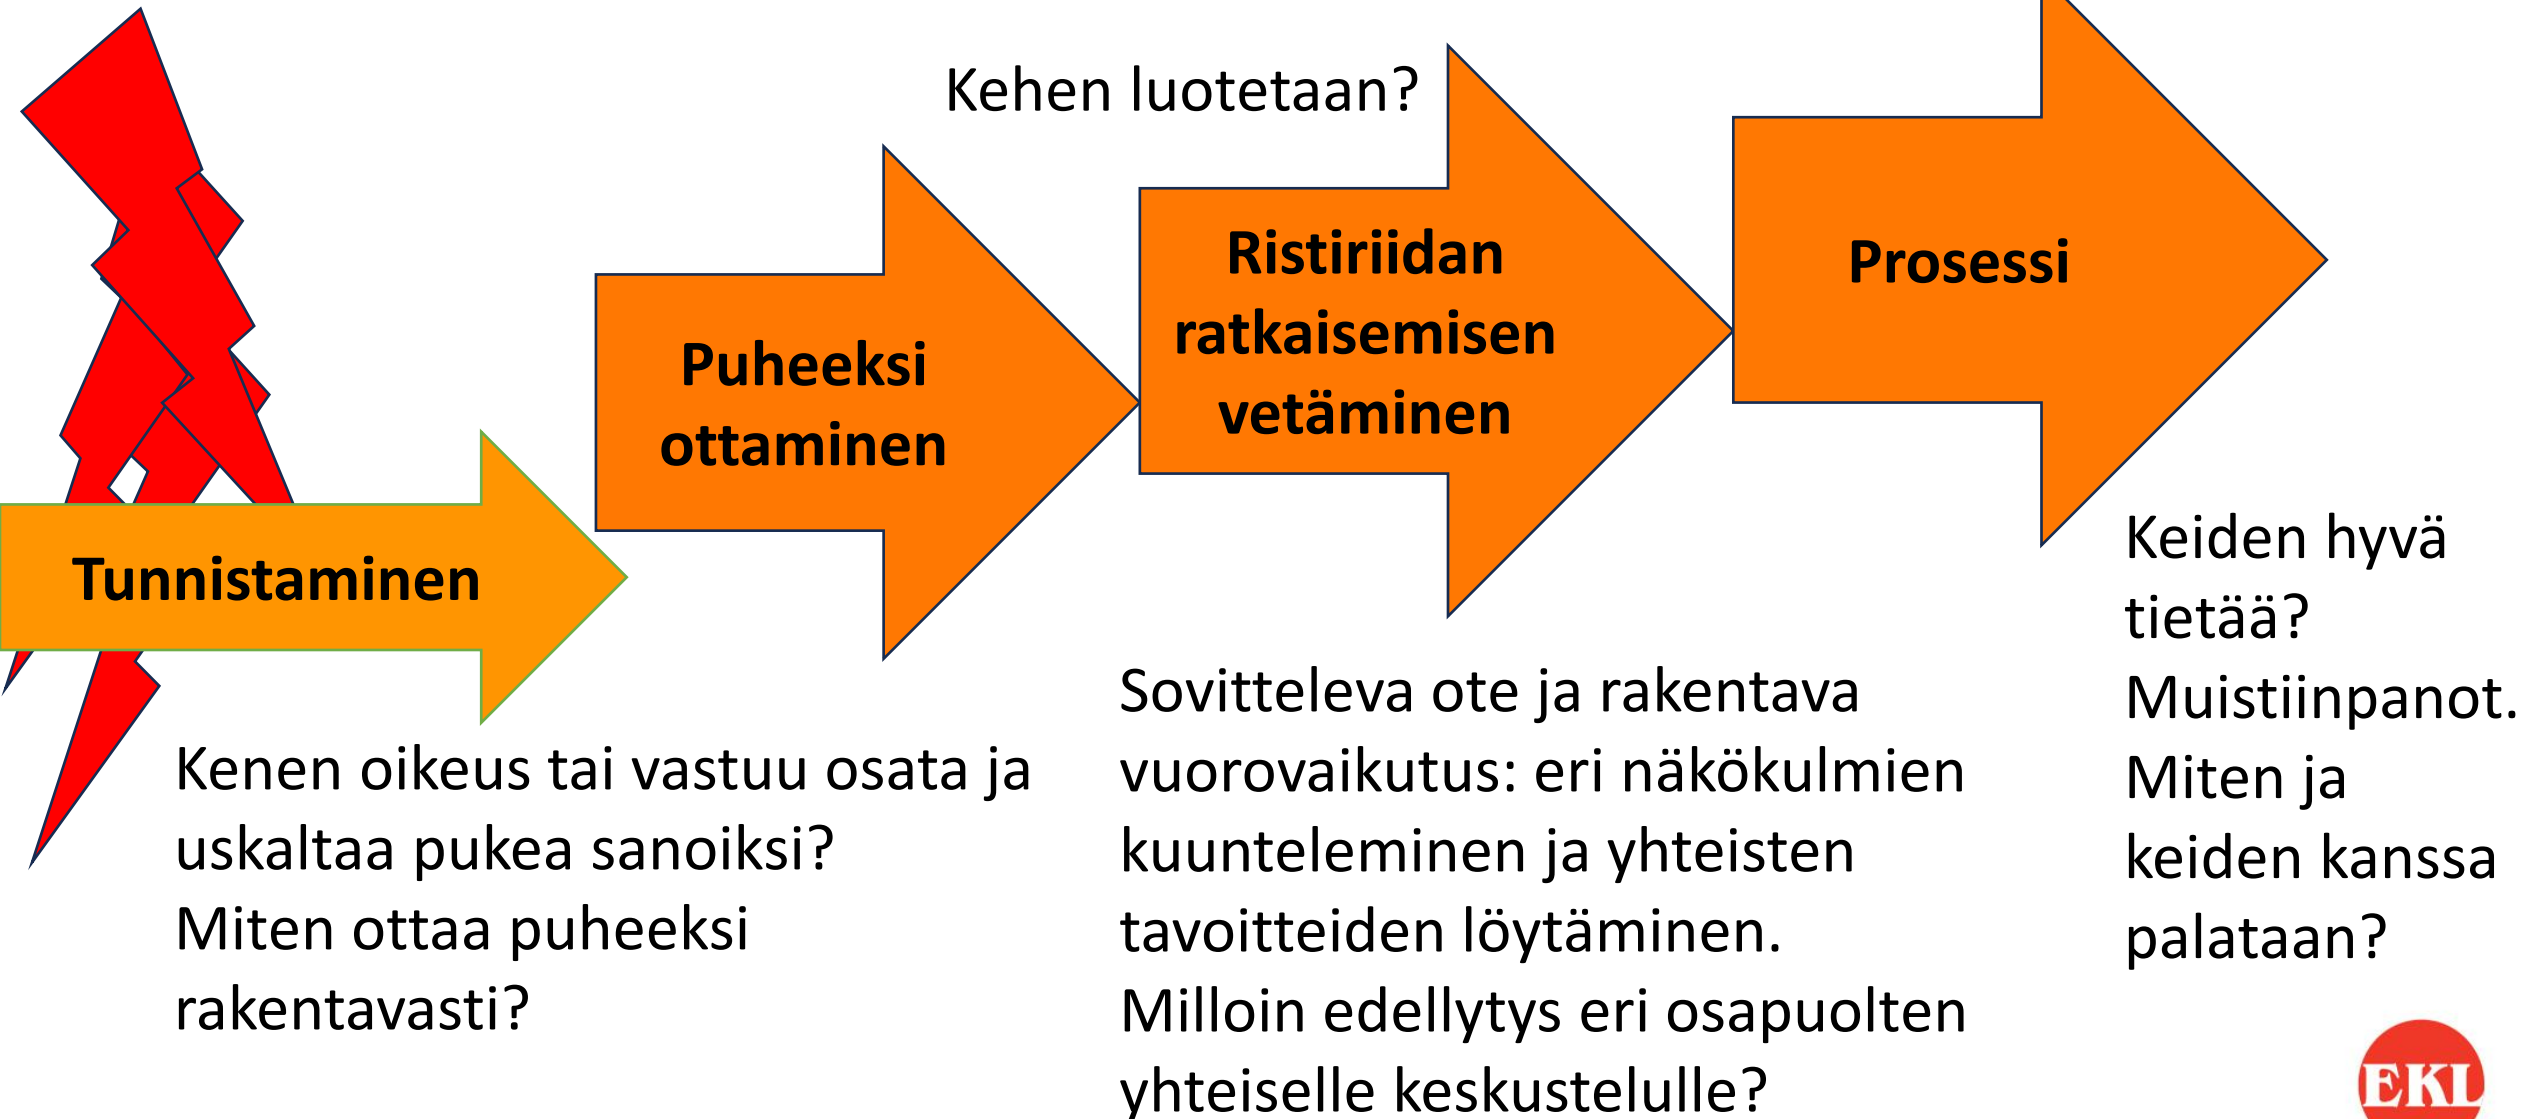 Kehen luotetaan?
Tunnistaminen
Puheeksi
ottaminen
Ristiriidan
ratkaisemisen
vetäminen
Prosessi
Kenen oikeus tai vastuu osata ja
uskaltaa pukea sanoiksi?
Miten ottaa puheeksi
rakentavasti?
Sovitteleva ote ja rakentava
vuorovaikutus: eri näkökulmien
kuunteleminen ja yhteisten
tavoitteiden löytäminen.
Milloin edellytys eri osapuolten
yhteiselle keskustelulle?
Keiden hyvä
tietää?
Muistiinpanot.
Miten ja
keiden kanssa
palataan?
EKL